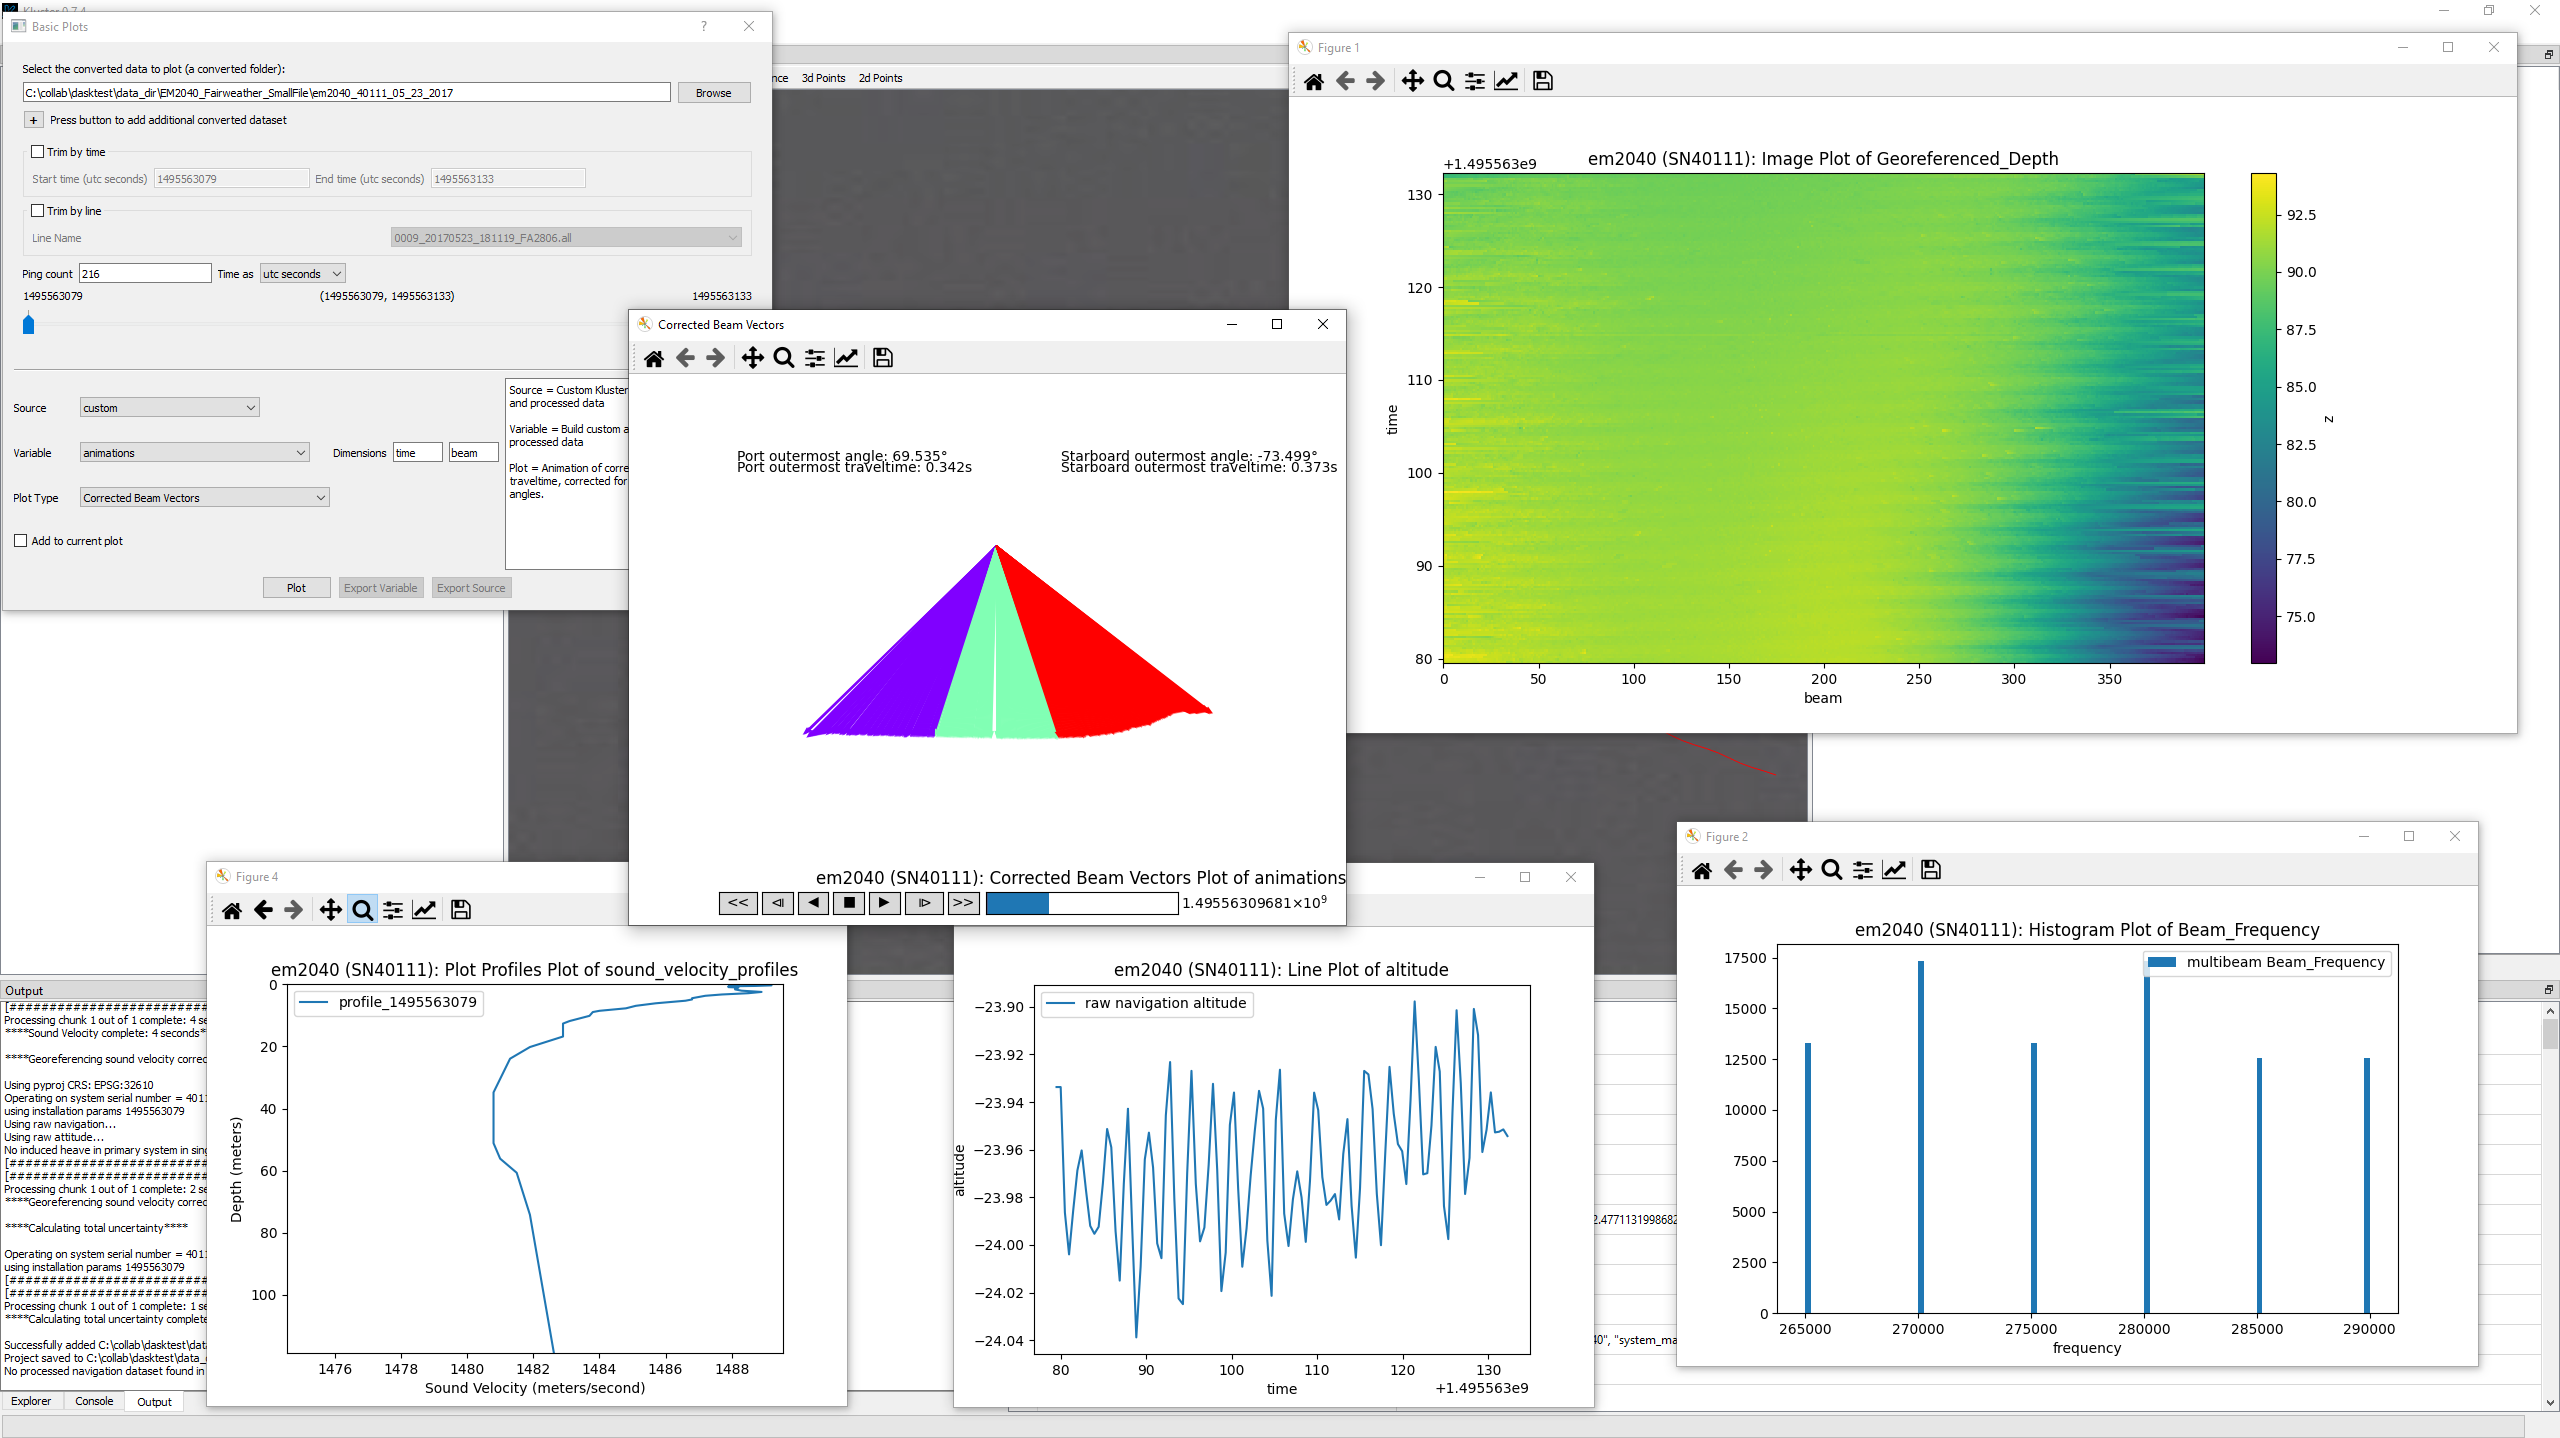 Kluster 0.7.4
Basic Plots
?
Select the converted data to plot (a converted folder):
C:\collab\dasktest\data_dir\EM2040_Fairweather_SmallFile\em2040_40111_05_23_2017
Browse
+ Press button to add additional converted dataset
Trim by time
Start time (utc seconds) 1495563079 End time (utc seconds) 1495563133
Trim by line
Line Name 0009_20170523_181119_FA2806.all
Ping count 216 Time as utc seconds
1495563079 (1495563079, 1495563133) 1495563133
Source custom
Variable animations Dimensions time beam
Plot Type Corrected Beam Vectors
Add to current plot
Plot Export Variable Export Source
Source = Custom Kluster
and processed data
Variable = Build custom a
processed data
Plot = Animation of corre
traveltime, corrected for
angles.
nce 3d Points 2d Points
Figure 1
em2040 (SN40111): Image Plot of Georeferenced_Depth
+1.495563e9
130
120
110
100
90
80
time
0 50 100 150 200 250 300 350
beam
92.5
90.0
87.5
85.0
82.5
80.0
77.5
75.0
z
Corrected Beam Vectors
Port outermost angle: 69.535°
Port outermost traveltime: 0.342s
Starboard outermost angle: -73.499°
Starboard outermost traveltime: 0.373s
em2040 (SN40111): Corrected Beam Vectors Plot of animations
<< >> 1.49556309681×10⁹
Output
[#########################
Processing chunk 1 out of 1 complete: 4 se
****Sound Velocity complete: 4 seconds*
****Georeferencing sound velocity correc
Using pyproj CRS: EPSG:32610
Operating on system serial number = 4011
using installation params 1495563079
Using raw navigation...
Using raw attitude...
No induced heave in primary system in sing
[#########################
[#########################
Processing chunk 1 out of 1 complete: 2 se
****Georeferencing sound velocity correc
****Calculating total uncertainty****
Operating on system serial number = 4011
using installation params 1495563079
[#########################
[#########################
Processing chunk 1 out of 1 complete: 1 se
****Calculating total uncertainty complete
Successfully added C:\collab\dasktest\data
Project saved to C:\collab\dasktest\data_
No processed navigation dataset found in
Explorer Console Output
Figure 4
em2040 (SN40111): Plot Profiles Plot of sound_velocity_profiles
profile_1495563079
0
20
40
60
80
100
Depth (meters)
1476 1478 1480 1482 1484 1486 1488
Sound Velocity (meters/second)
em2040 (SN40111): Line Plot of altitude
raw navigation altitude
−23.90
−23.92
−23.94
−23.96
−23.98
−24.00
−24.02
−24.04
altitude
80 90 100 110 120 130
time
+1.495563e9
2.4771131998682
40", "system_ma
Figure 2
em2040 (SN40111): Histogram Plot of Beam_Frequency
multibeam Beam_Frequency
17500
15000
12500
10000
7500
5000
2500
0
265000 270000 275000 280000 285000 290000
frequency